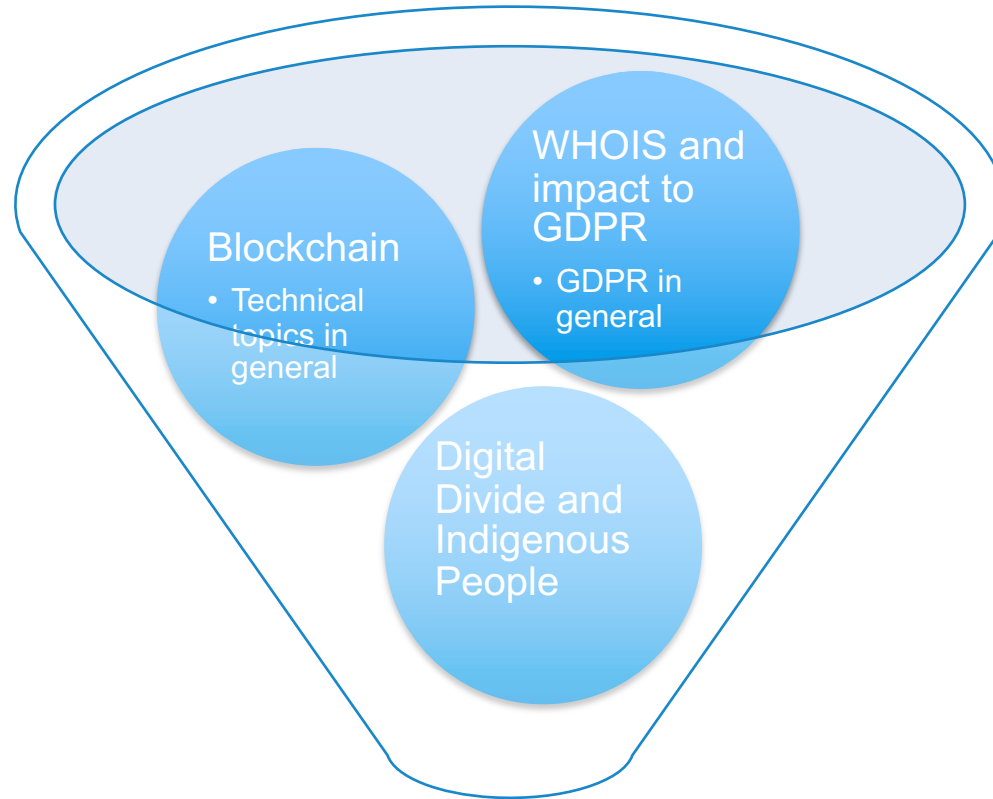 Blockchain
• Technical
topics in
general
WHOIS and
impact to
GDPR
• GDPR in
general
Digital
Divide and
Indigenous
People